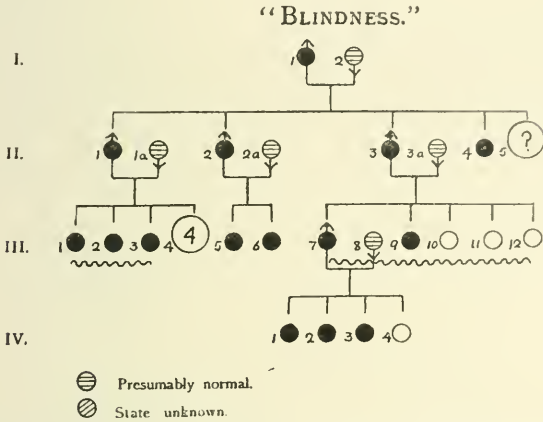 "BLINDNESS."
I.
1 2
II.
1 1a 2 2a 3 3a 4 5 ?
III.
1 2 3 4 4 5 6 7 8 9 10 11 12
IV.
1 2 3 4
Presumably normal.
State unknown.